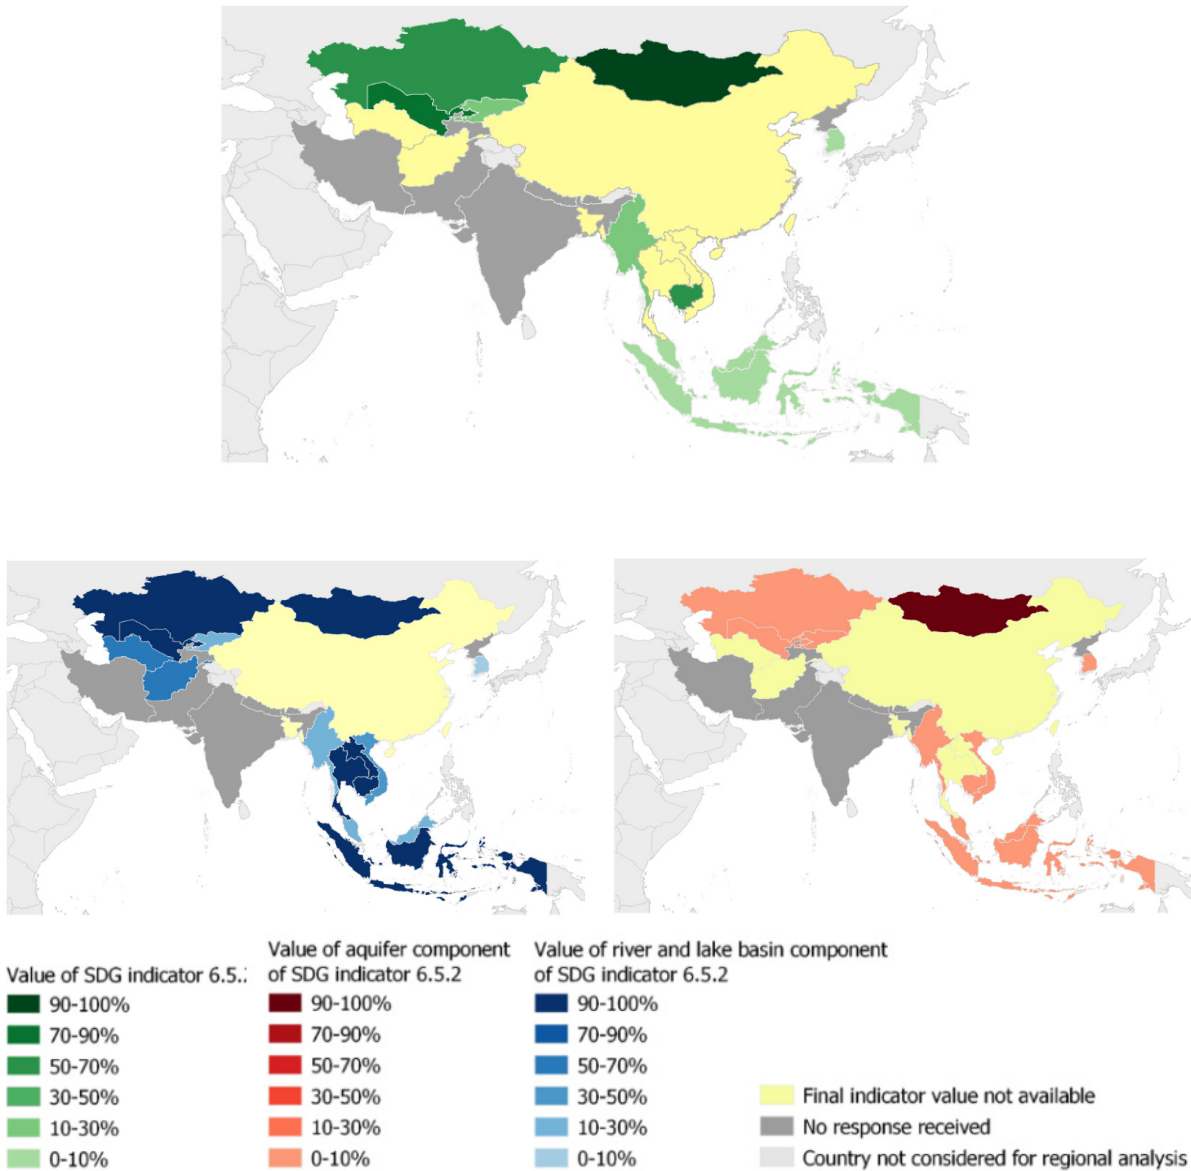 Value of SDG indicator 6.5.
90-100%
70-90%
50-70%
30-50%
10-30%
0-10%
Value of aquifer component
of SDG indicator 6.5.2
90-100%
70-90%
50-70%
30-50%
10-30%
0-10%
Value of river and lake basin component
of SDG indicator 6.5.2
90-100%
70-90%
50-70%
30-50%
10-30%
0-10%
Final indicator value not available
No response received
Country not considered for regional analysis